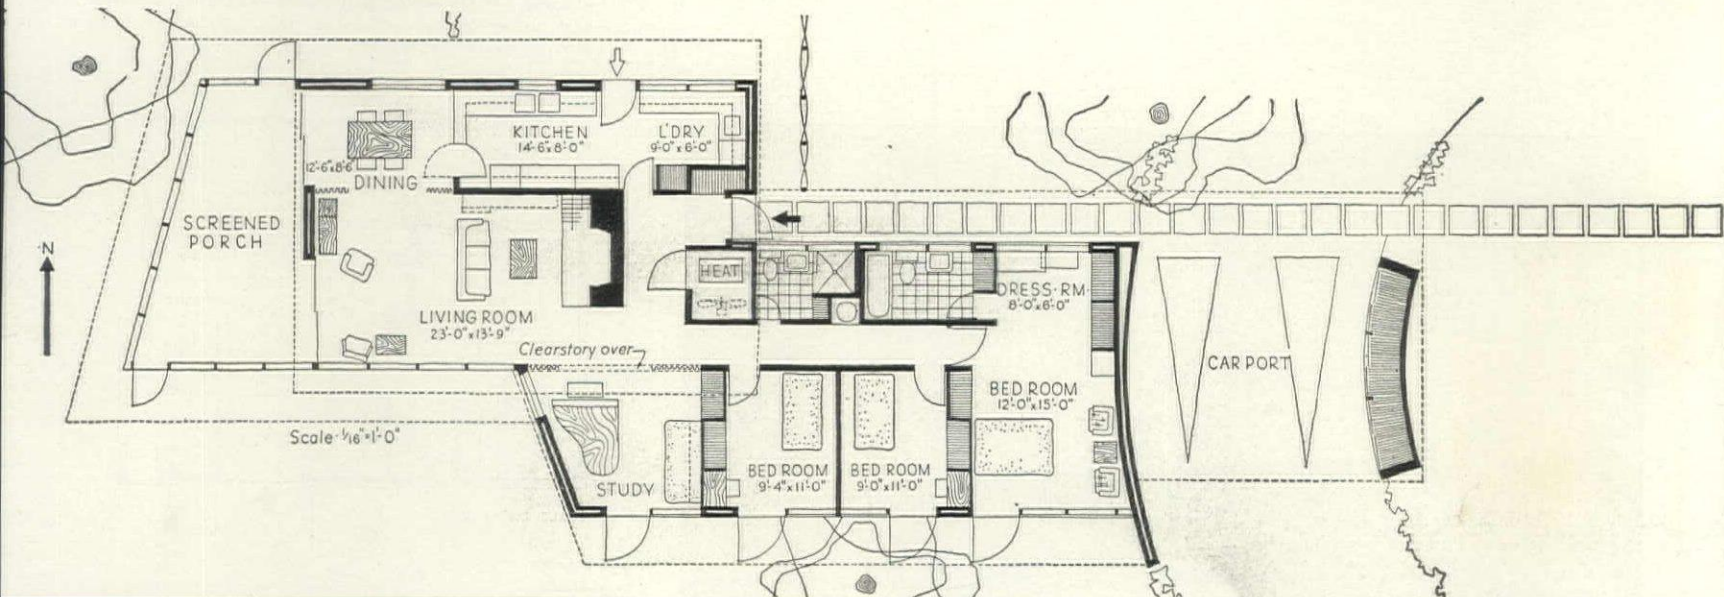 KITCHEN
14'-6"x8'-0"
L'DRY
9'-0"x6'-0"
12'-6"x8'-6
DINING
SCREENED
PORCH
N
HEAT
DRESS·RM·
8'-0"x6'-0"
LIVING ROOM
23'-0"x13'-9"
Clearstory over
CAR PORT
BED ROOM
12'-0"x15'-0"
Scale-1/16"=1'-0"
STUDY
BED ROOM
9'-4"x11'-0"
BED ROOM
9'-0"x11'-0"